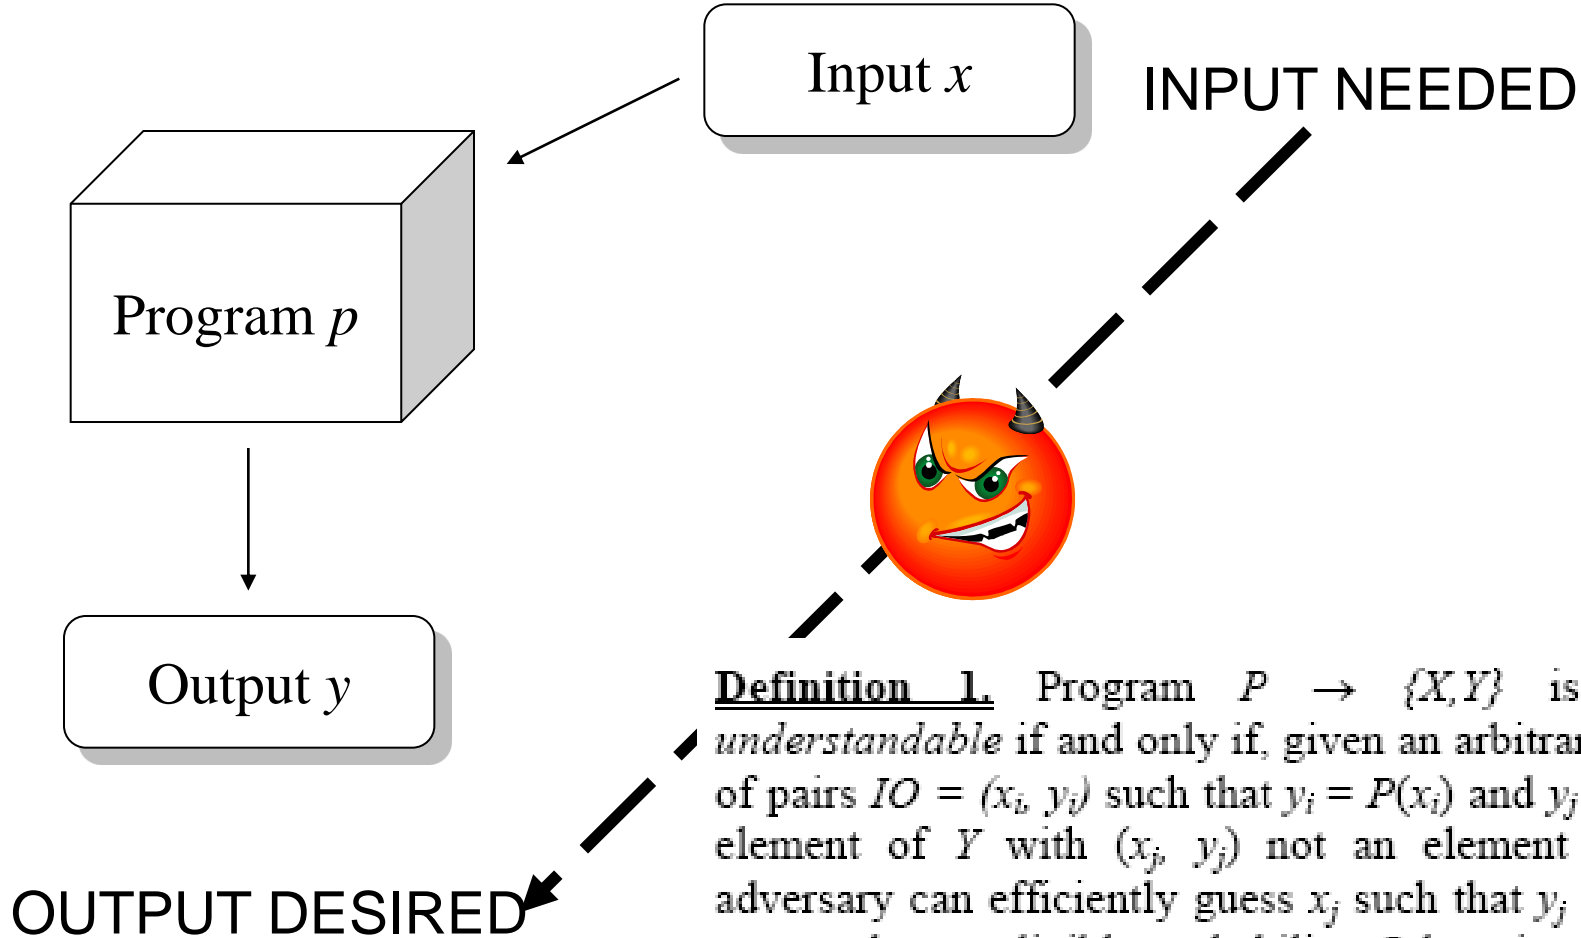 Input x
INPUT NEEDED
Program p
Output y
OUTPUT DESIRED
Definition 1. Program P → {X,Y} is
understandable if and only if, given an arbitrar
of pairs IO = (xᵢ, yᵢ) such that yᵢ = P(xᵢ) and yⱼ
element of Y with (xⱼ, yⱼ) not an element
adversary can efficiently guess xⱼ such that yⱼ